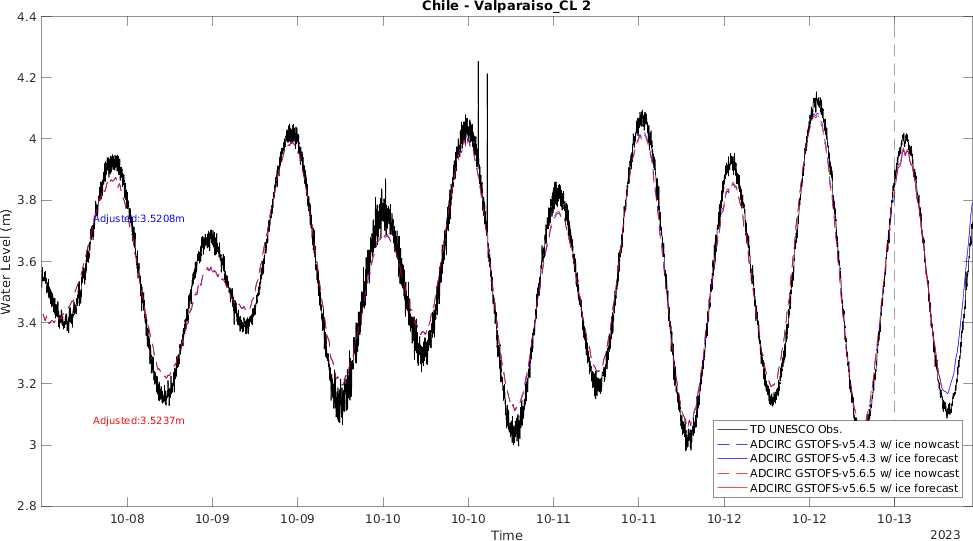 Chile - Valparaiso_CL 2
4.4
4.2
4
3.8
3.6
3.4
3.2
3
2.8
Water Level (m)
Adjusted:3.5208m
Adjusted:3.5237m
TD UNESCO Obs.
ADCIRC GSTOFS-v5.4.3 w/ ice nowcast
ADCIRC GSTOFS-v5.4.3 w/ ice forecast
ADCIRC GSTOFS-v5.6.5 w/ ice nowcast
ADCIRC GSTOFS-v5.6.5 w/ ice forecast
10-08 10-09 10-09 10-10 10-10 10-11 10-11 10-12 10-12 10-13
Time
2023